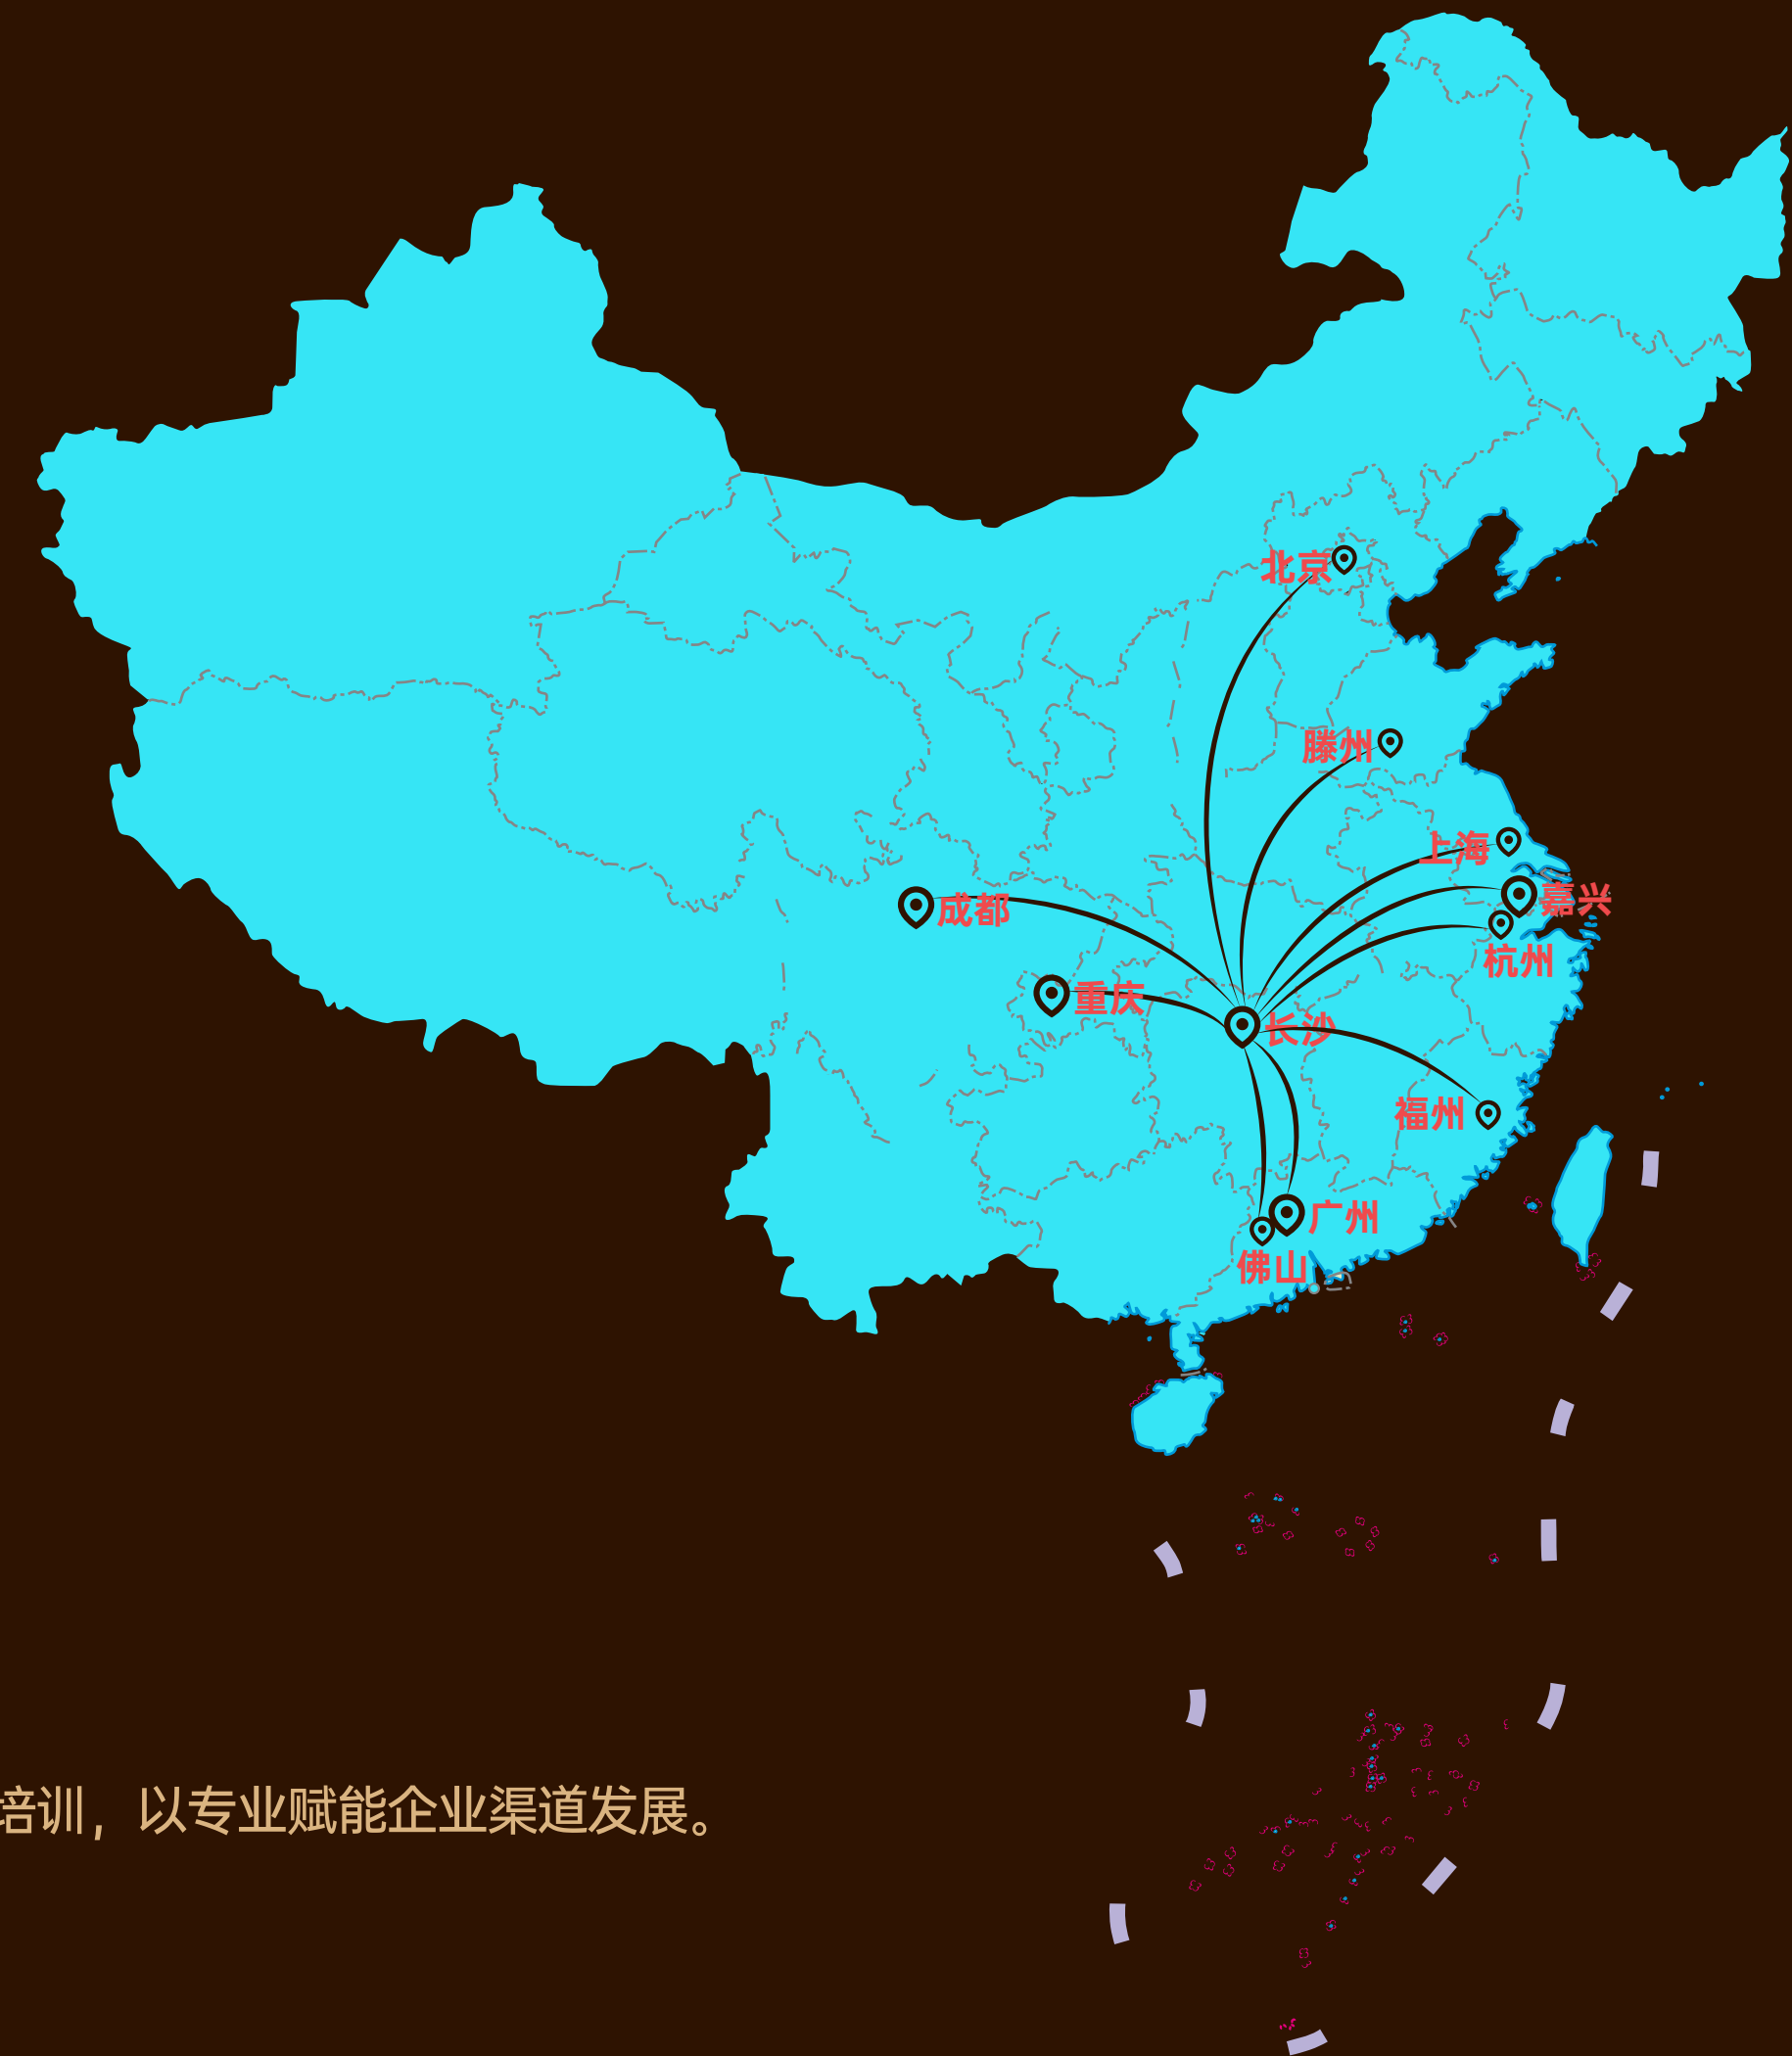 北京
滕州
上海
嘉兴
成都
杭州
重庆
长沙
福州
广州
佛山
培训，以专业赋能企业渠道发展。